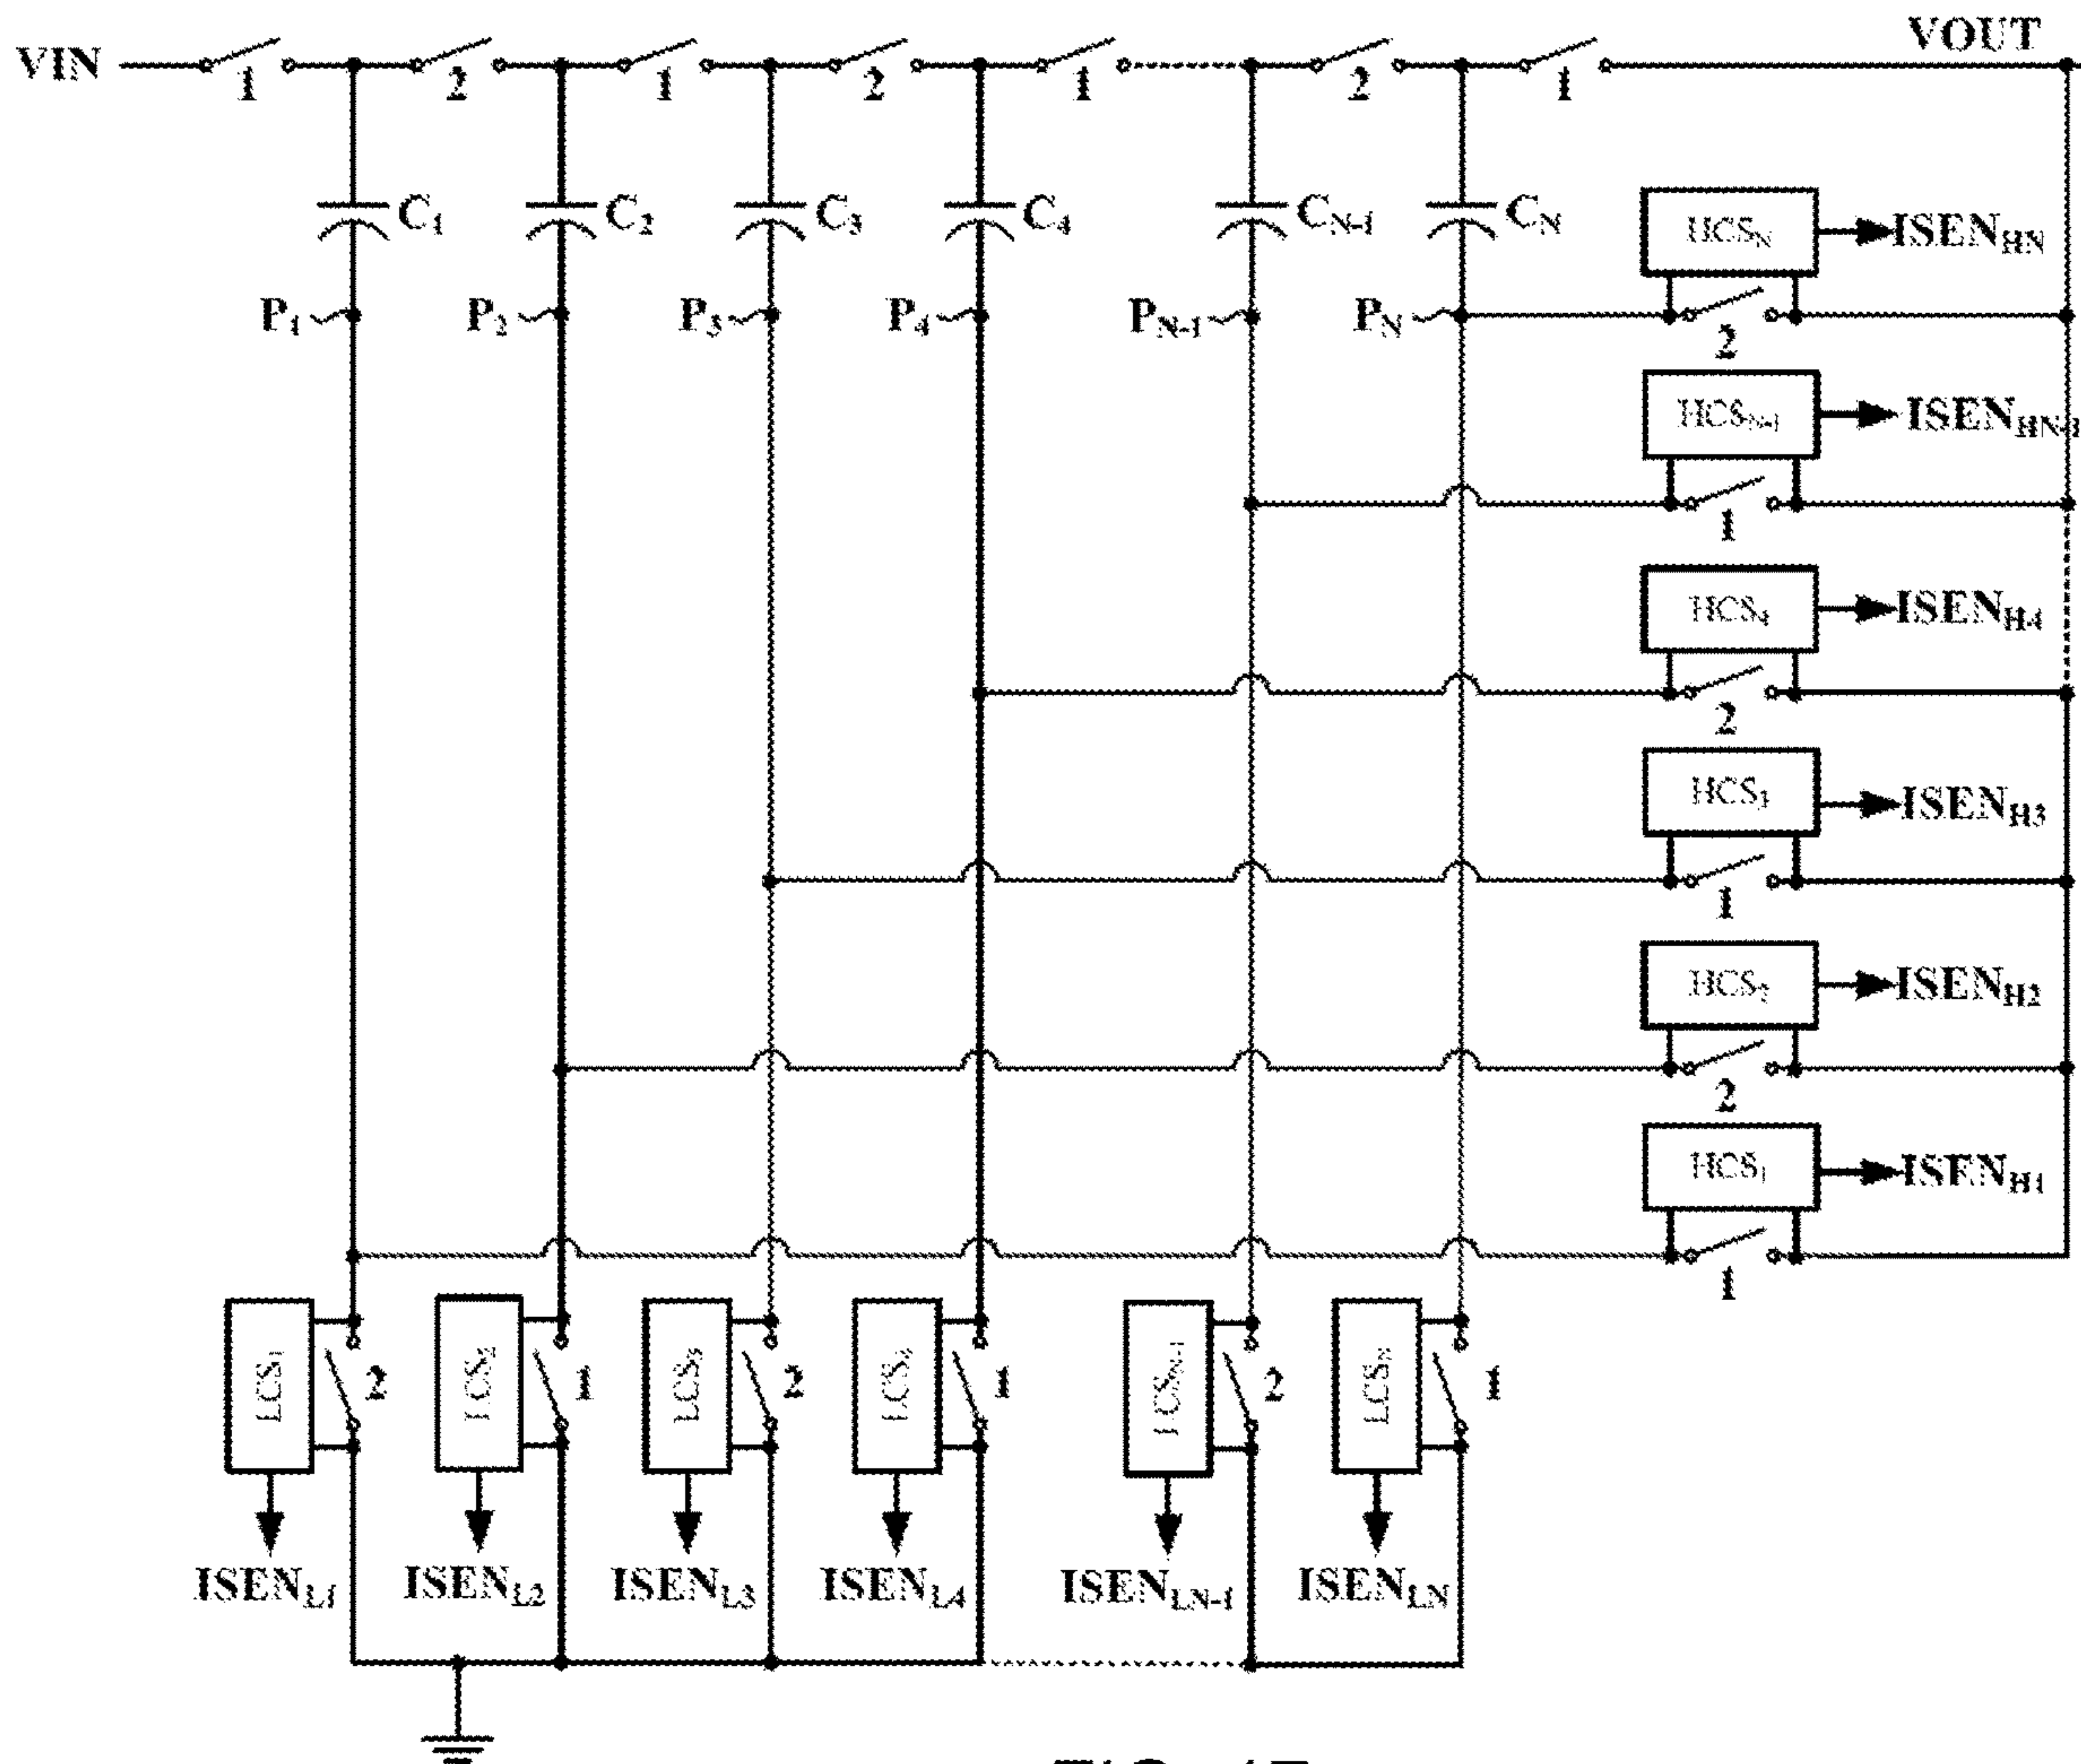 VIN 1 2 1 2 1 2 1 VOUT
C1 C2 C3 C4 CN-1 CN
HCSN ISENHN
P1 P2 P3 P4 PN-1 PN
2
HCSN-1 ISENHN-1
1
HCS4 ISENH4
2
HCS3 ISENH3
1
HCS2 ISENH2
2
HCS1 ISENH1
1
LCS1 2 LCS2 1 LCS3 2 LCS4 1 LCSN-1 2 LCSN 1
ISENL1 ISENL2 ISENL3 ISENL4 ISENLN-1 ISENLN